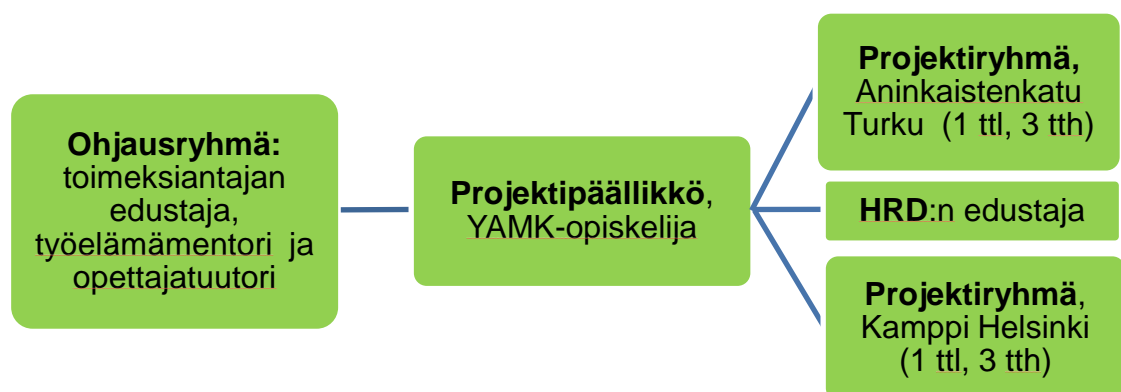 Ohjausryhmä:
toimeksiantajan
edustaja,
työelämämentori ja
opettajatuutori
Projektipäällikkö,
YAMK-opiskelija
Projektiryhmä,
Aninkaistenkatu
Turku (1 ttl, 3 tth)
HRD:n edustaja
Projektiryhmä,
Kamppi Helsinki
(1 ttl, 3 tth)